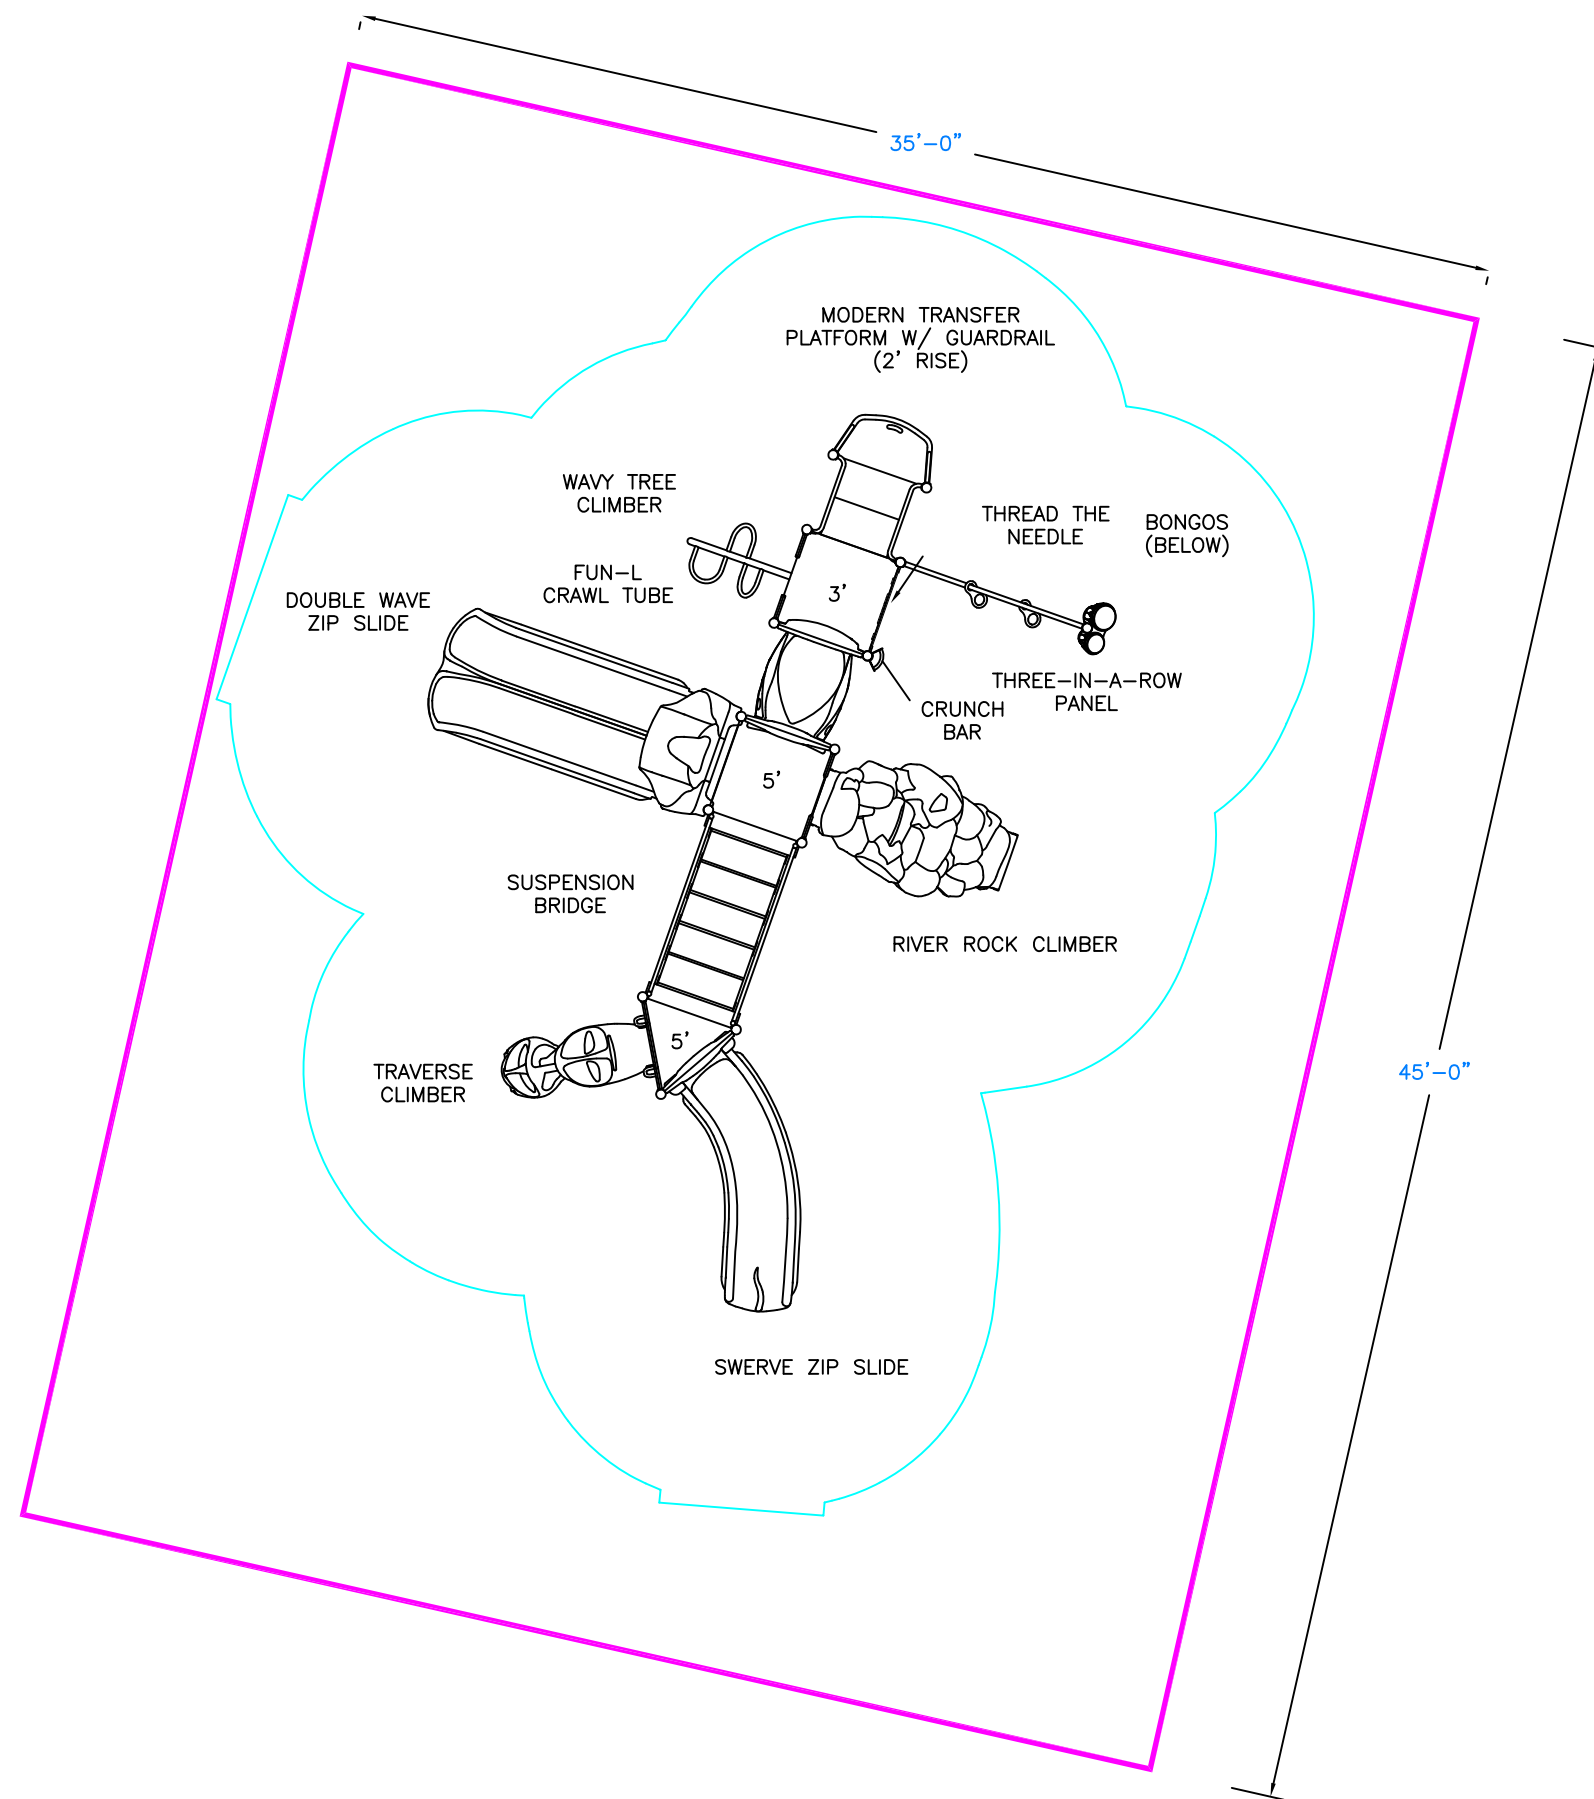 35'-0"
MODERN TRANSFER
PLATFORM W/ GUARDRAIL
(2' RISE)
WAVY TREE
CLIMBER
THREAD THE
NEEDLE
BONGOS
(BELOW)
FUN-L
CRAWL TUBE
3'
DOUBLE WAVE
ZIP SLIDE
THREE-IN-A-ROW
PANEL
CRUNCH
BAR
5'
SUSPENSION
BRIDGE
RIVER ROCK CLIMBER
5'
TRAVERSE
CLIMBER
45'-0"
SWERVE ZIP SLIDE